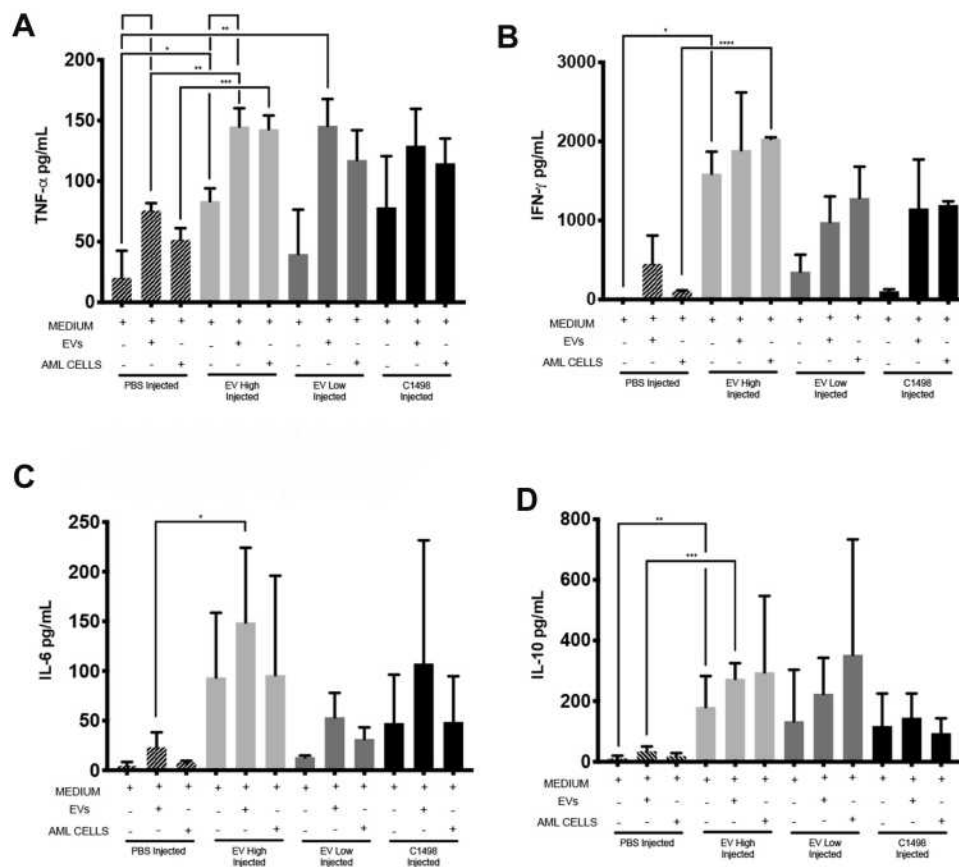 A
**
*
**
***
200
150
100
50
0
TNF-α pg/mL
MEDIUM + + + + + + + + + + + +
EVs - + - - + - - + - - + -
AML CELLS - - + - - + - - + - - +
PBS Injected EV High Injected EV Low Injected C1498 Injected
B
*
****
3000
2000
1000
0
IFN-γ pg/mL
MEDIUM + + + + + + + + + + + +
EVs - + - - + - - + - - + -
AML CELLS - - + - - + - - + - - +
PBS Injected EV High Injected EV Low Injected C1498 Injected
C
*
250
200
150
100
50
0
IL-6 pg/mL
MEDIUM + + + + + + + + + + + +
EVs - + - - + - - + - - + -
AML CELLS - - + - - + - - + - - +
PBS Injected EV High Injected EV Low Injected C1498 Injected
D
**
***
800
600
400
200
0
IL-10 pg/mL
MEDIUM + + + + + + + + + + + +
EVs - + - - + - - + - - + -
AML CELLS - - + - - + - - + - - +
PBS Injected EV High Injected EV Low Injected C1498 Injected